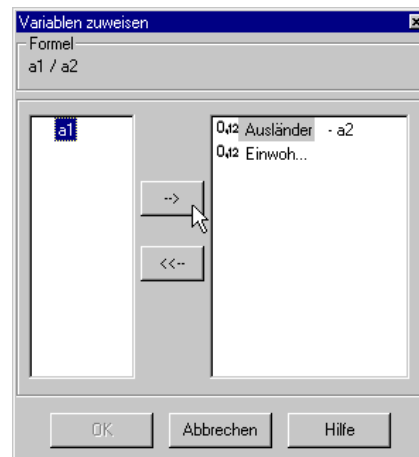 Variablen zuweisen
Formel
a1 / a2
a1
0,12 Ausländer - a2
0,12 Einwoh...
-->
<<--
OK
Abbrechen
Hilfe